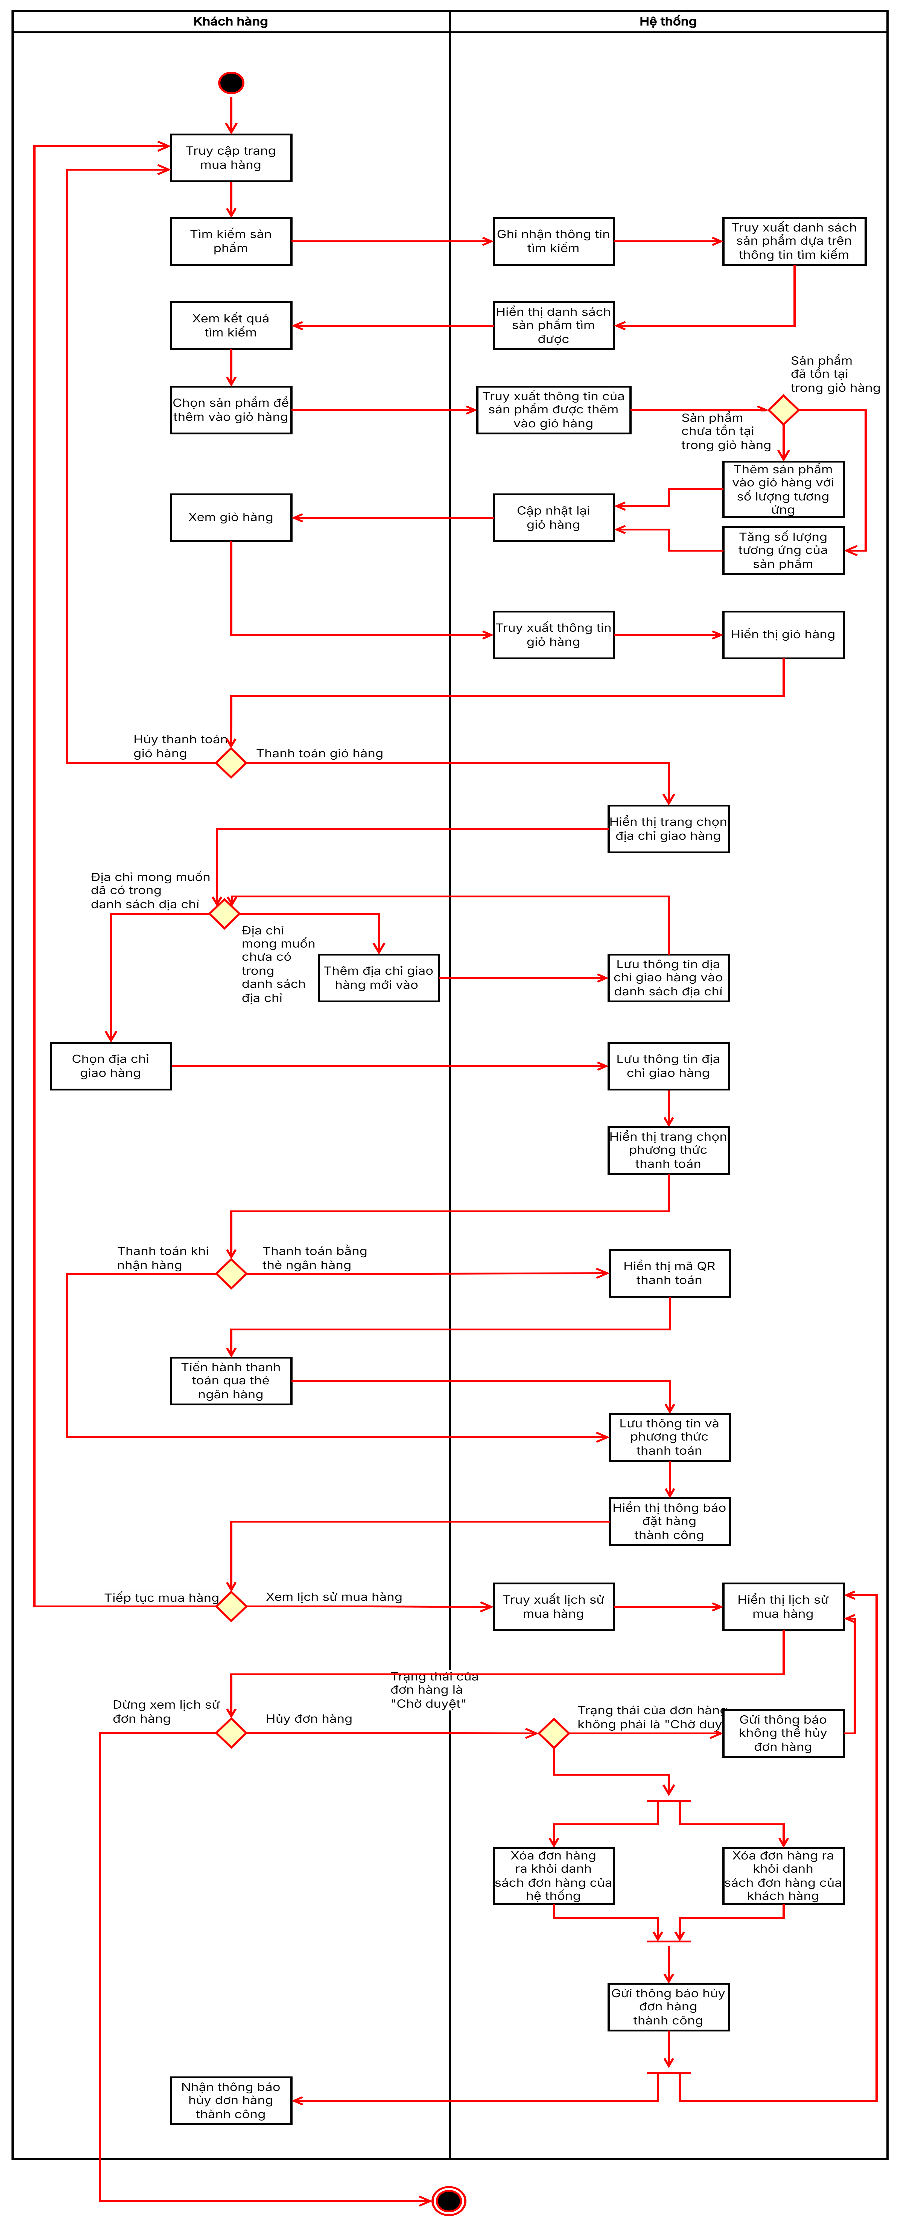 Khách hàng
Hệ thống
Truy cập trang
mua hàng
Tìm kiếm sản
phẩm
Ghi nhận thông tin
tìm kiếm
Truy xuất danh sách
sản phẩm dựa trên
thông tin tìm kiếm
Xem kết quả
tìm kiếm
Hiển thị danh sách
sản phẩm tìm
được
Sản phẩm
đã tồn tại
trong giỏ hàng
Chọn sản phẩm để
thêm vào giỏ hàng
Truy xuất thông tin của
sản phẩm được thêm
vào giỏ hàng
Sản phẩm
chưa tồn tại
trong giỏ hàng
Thêm sản phẩm
vào giỏ hàng với
số lượng tương
ứng
Xem giỏ hàng
Cập nhật lại
giỏ hàng
Tăng số lượng
tương ứng của
sản phẩm
Truy xuất thông tin
giỏ hàng
Hiển thị giỏ hàng
Hủy thanh toán
giỏ hàng
Thanh toán giỏ hàng
Hiển thị trang chọn
địa chỉ giao hàng
Địa chỉ mong muốn
đã có trong
danh sách địa chỉ
Địa chỉ
mong muốn
chưa có
trong
danh sách
địa chỉ
Thêm địa chỉ giao
hàng mới vào
Lưu thông tin địa
chỉ giao hàng vào
danh sách địa chỉ
Chọn địa chỉ
giao hàng
Lưu thông tin địa
chỉ giao hàng
Hiển thị trang chọn
phương thức
thanh toán
Thanh toán khi
nhận hàng
Thanh toán bằng
thẻ ngân hàng
Hiển thị mã QR
thanh toán
Tiến hành thanh
toán qua thẻ
ngân hàng
Lưu thông tin và
phương thức
thanh toán
Hiển thị thông báo
đặt hàng
thành công
Tiếp tục mua hàng
Xem lịch sử mua hàng
Truy xuất lịch sử
mua hàng
Hiển thị lịch sử
mua hàng
Trạng thái của
đơn hàng là
"Chờ duyệt"
Dừng xem lịch sử
đơn hàng
Hủy đơn hàng
Trạng thái của đơn hàng
không phải là "Chờ duy
Gửi thông báo
không thể hủy
đơn hàng
Xóa đơn hàng
ra khỏi danh
sách đơn hàng của
hệ thống
Xóa đơn hàng ra
khỏi danh
sách đơn hàng của
khách hàng
Gửi thông báo hủy
đơn hàng
thành công
Nhận thông báo
hủy đơn hàng
thành công